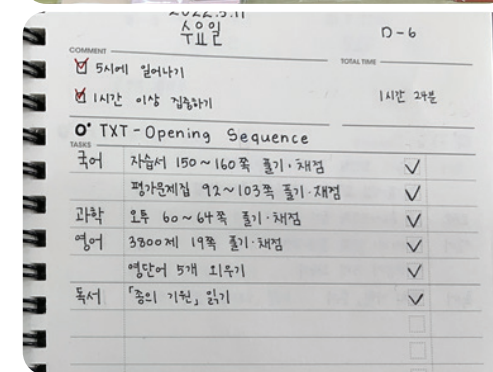 2022.5.11
수요일
D-6
COMMENT
TOTAL TIME
5시에 일어나기
1시간 이상 집중하기
1시간 24분
TXT - Opening Sequence
TASKS
국어 자습서 150~160쪽 풀기·채점
평가문제집 92~103쪽 풀기·채점
과학 오투 60~64쪽 풀기·채점
영어 3800제 19쪽 풀기·채점
영단어 5개 외우기
독서 「종의 기원」 읽기